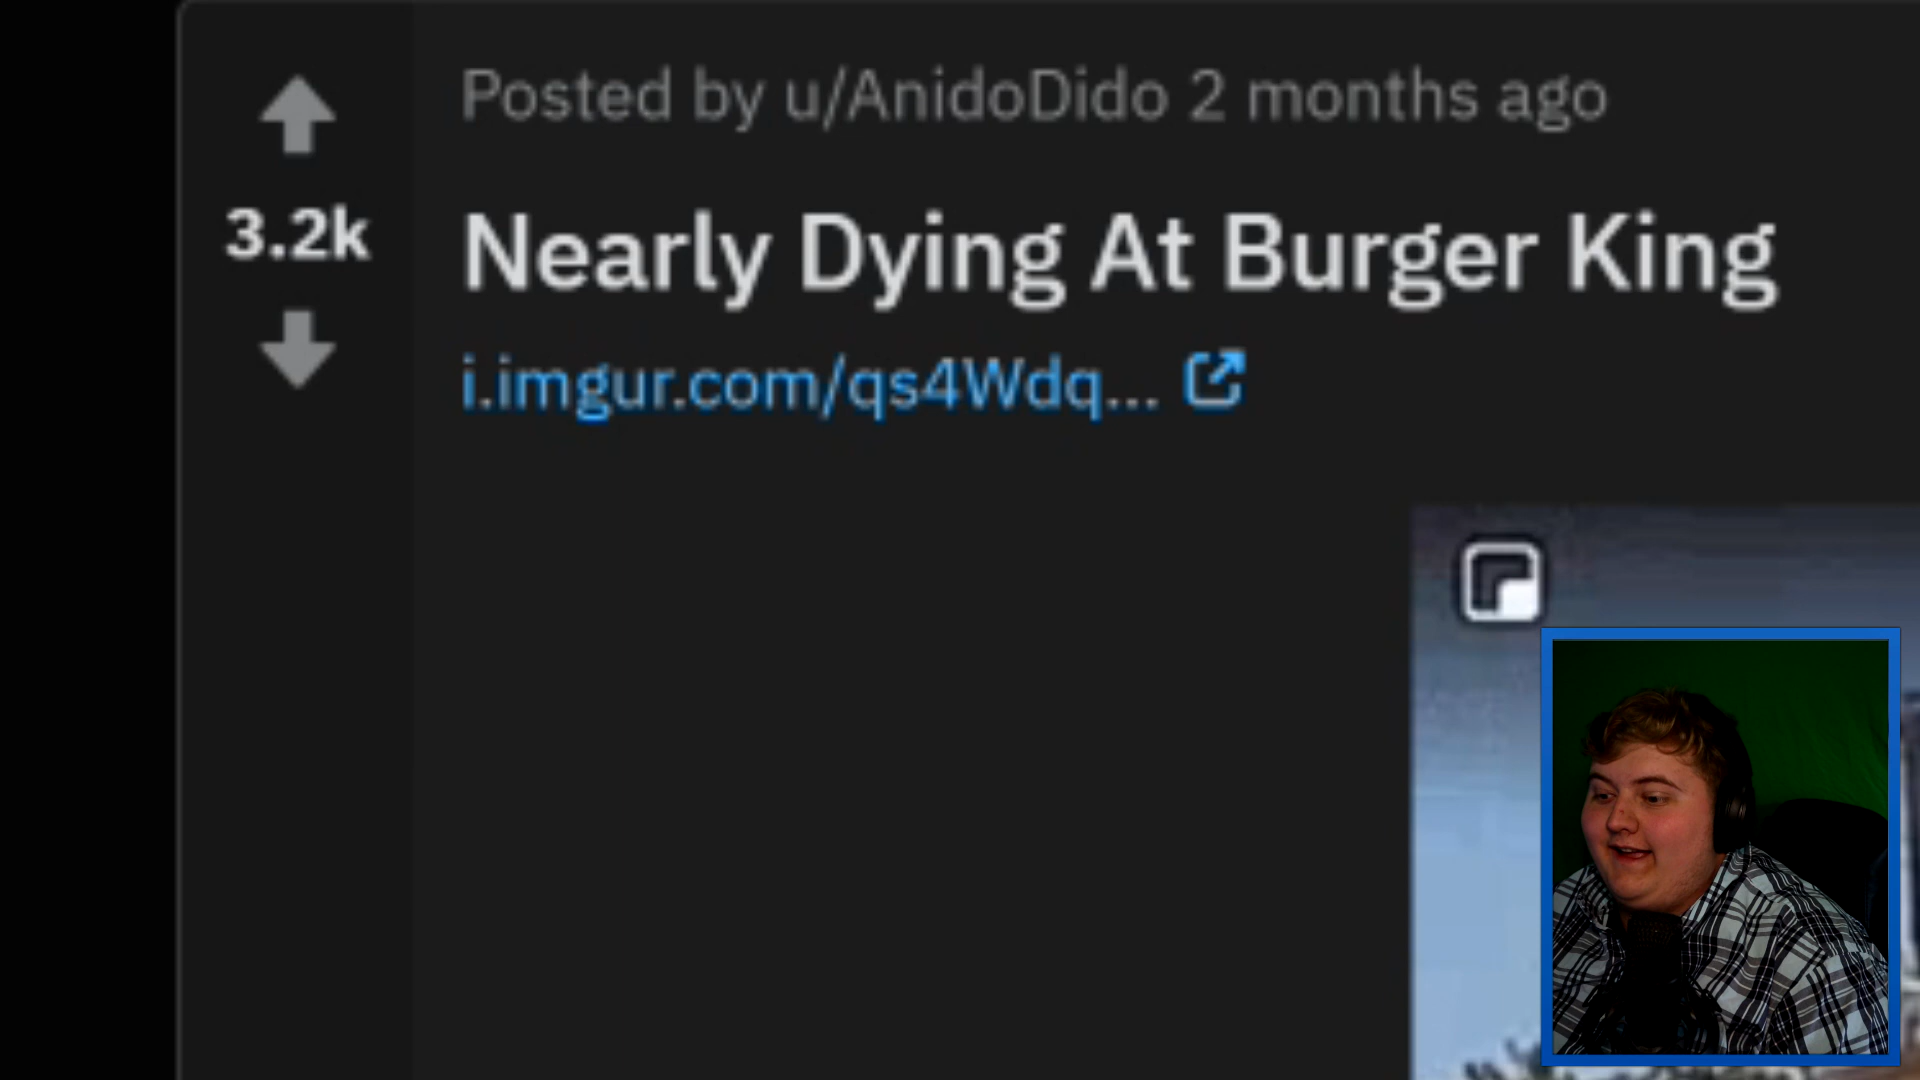 Posted by u/AnidoDido 2 months ago
3.2k
Nearly Dying At Burger King
i.imgur.com/qs4Wdq...